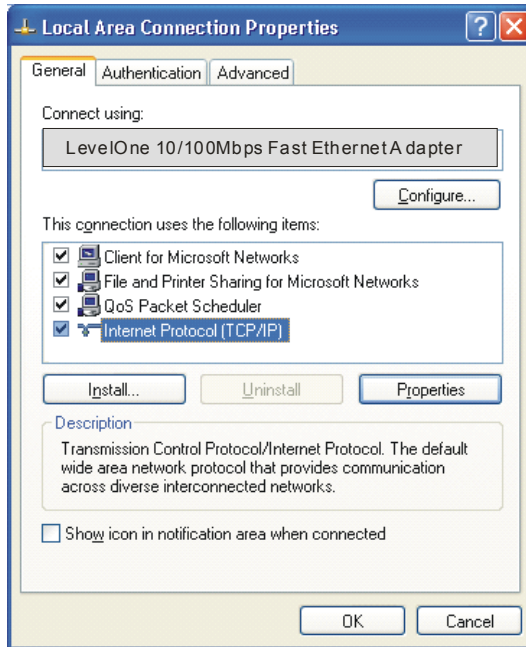 Local Area Connection Properties
General Authentication Advanced
Connect using:
LevelOne 10/100Mbps Fast Ethernet Adapter
Configure...
This connection uses the following items:
Client for Microsoft Networks
File and Printer Sharing for Microsoft Networks
QoS Packet Scheduler
Internet Protocol (TCP/IP)
Install... Uninstall Properties
Description
Transmission Control Protocol/Internet Protocol. The default
wide area network protocol that provides communication
across diverse interconnected networks.
Show icon in notification area when connected
OK Cancel